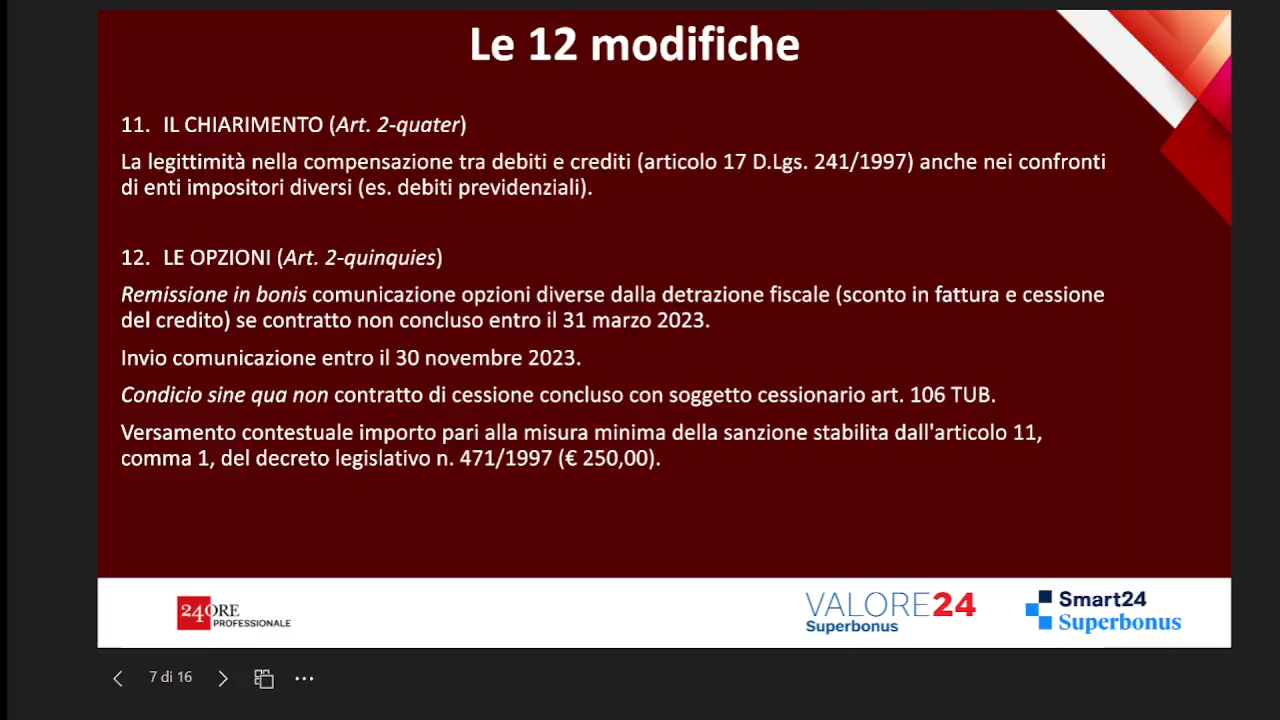 Le 12 modifiche
11. IL CHIARIMENTO (Art. 2-quater)
La legittimità nella compensazione tra debiti e crediti (articolo 17 D.Lgs. 241/1997) anche nei confronti
di enti impositori diversi (es. debiti previdenziali).
12. LE OPZIONI (Art. 2-quinquies)
Remissione in bonis comunicazione opzioni diverse dalla detrazione fiscale (sconto in fattura e cessione
del credito) se contratto non concluso entro il 31 marzo 2023.
Invio comunicazione entro il 30 novembre 2023.
Condicio sine qua non contratto di cessione concluso con soggetto cessionario art. 106 TUB.
Versamento contestuale importo pari alla misura minima della sanzione stabilita dall'articolo 11,
comma 1, del decreto legislativo n. 471/1997 (€ 250,00).
24ORE
PROFESSIONALE
VALORE24
Superbonus
Smart24
Superbonus
7 di 16